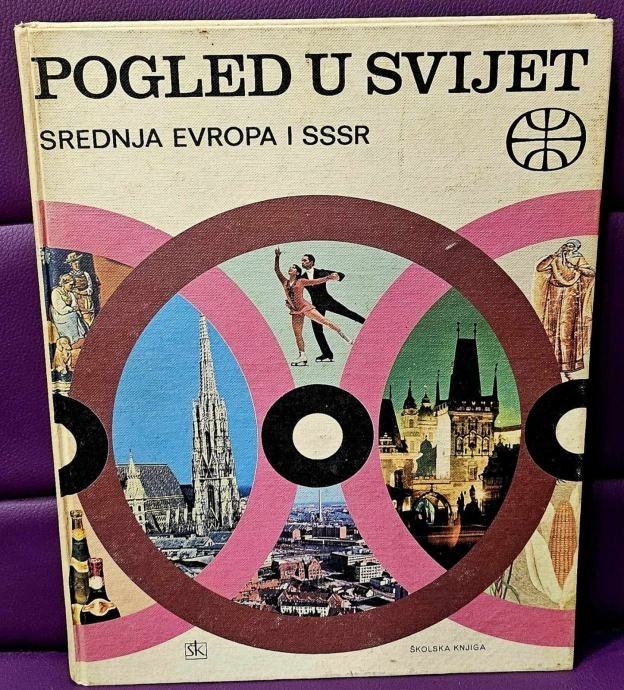 POGLED U SVIJET
SREDNJA EVROPA I SSSR
ŠK
ŠKOLSKA KNJIGA